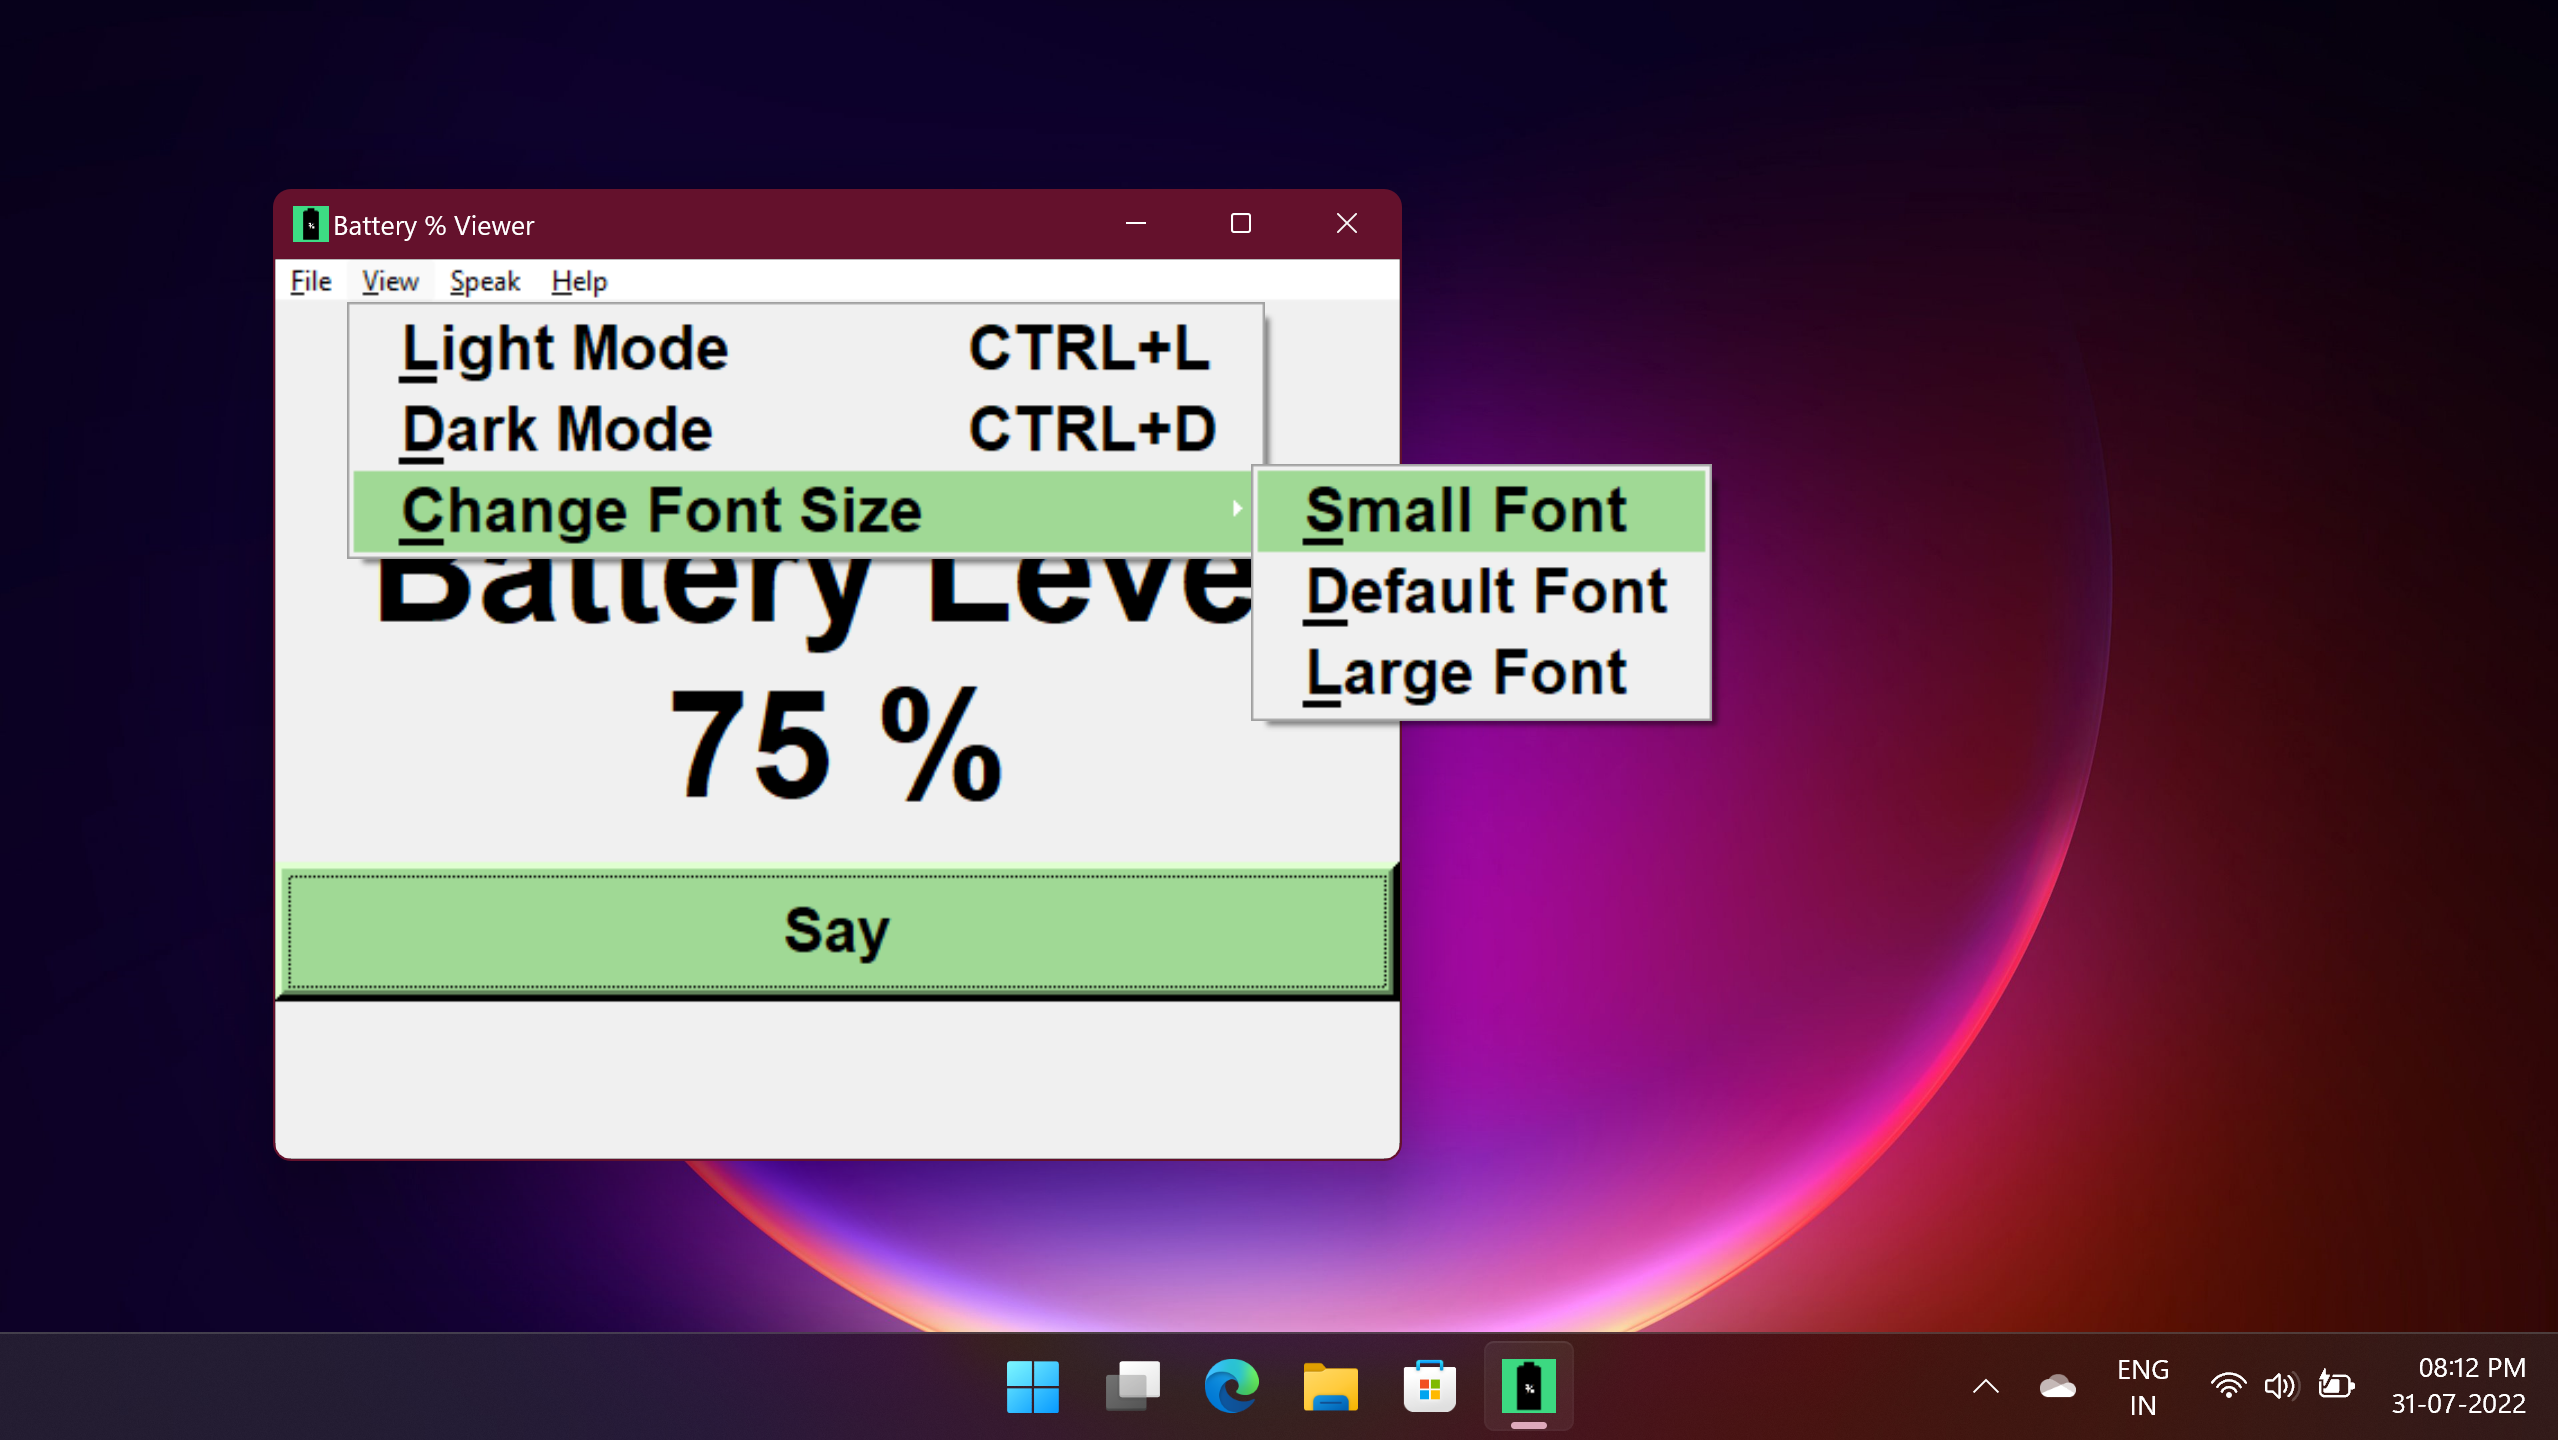 Battery % Viewer
File View Speak Help
Light Mode CTRL+L
Dark Mode CTRL+D
Change Font Size
Small Font
Default Font
Large Font
Battery Leve
75 %
Say
ENG
IN
08:12 PM
31-07-2022